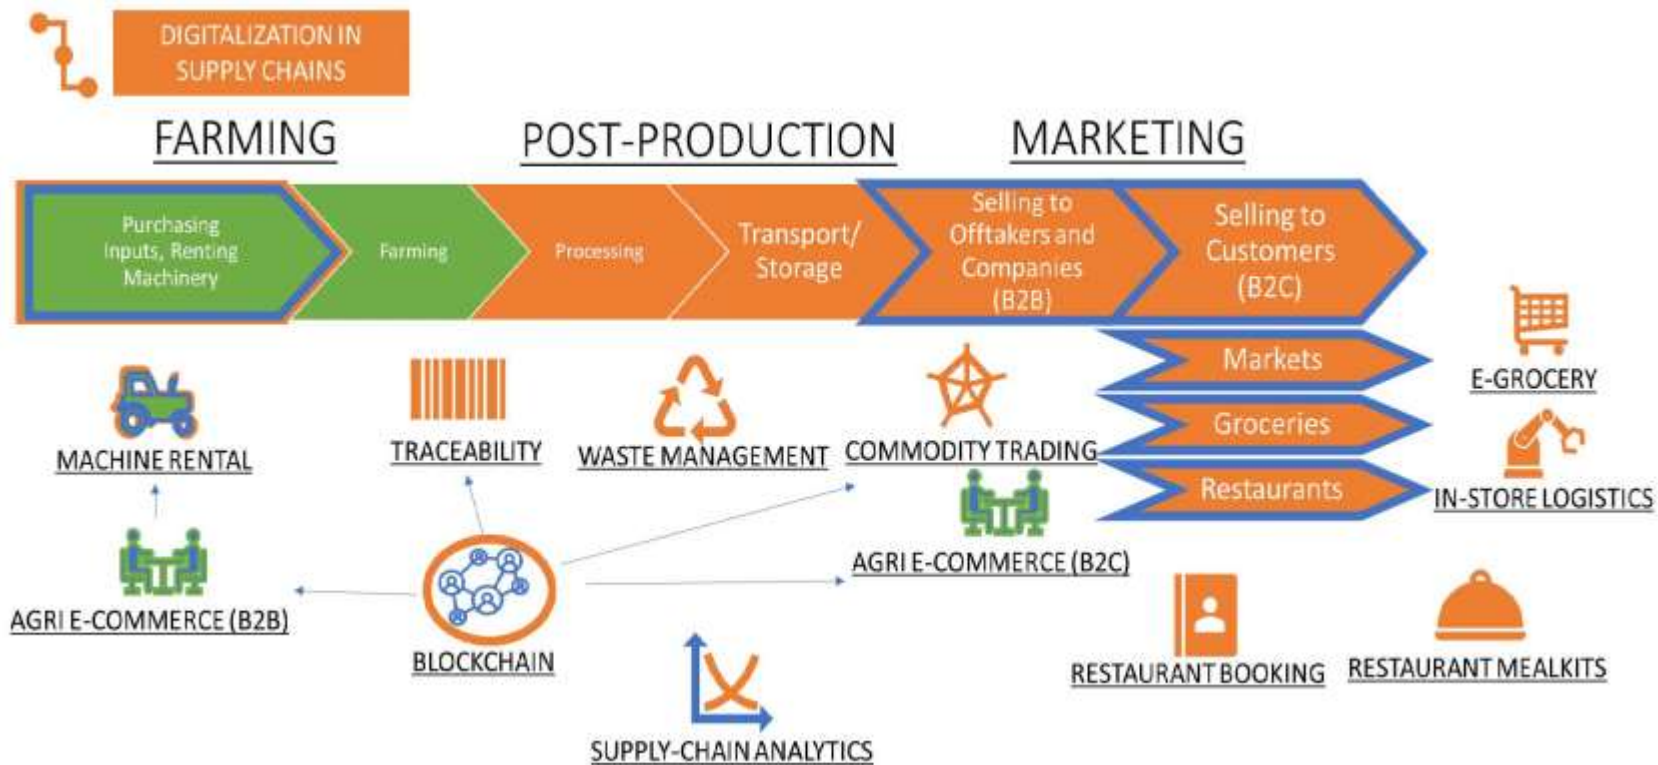 DIGITALIZATION IN
SUPPLY CHAINS
FARMING
POST-PRODUCTION
MARKETING
Purchasing
Inputs, Renting
Machinery
Farming
Processing
Transport/
Storage
Selling to
Offtakers and
Companies
(B2B)
Selling to
Customers
(B2C)
Markets
Groceries
Restaurants
E-GROCERY
IN-STORE LOGISTICS
MACHINE RENTAL
TRACEABILITY
WASTE MANAGEMENT
COMMODITY TRADING
AGRI E-COMMERCE (B2B)
BLOCKCHAIN
AGRI E-COMMERCE (B2C)
SUPPLY-CHAIN ANALYTICS
RESTAURANT BOOKING
RESTAURANT MEALKITS